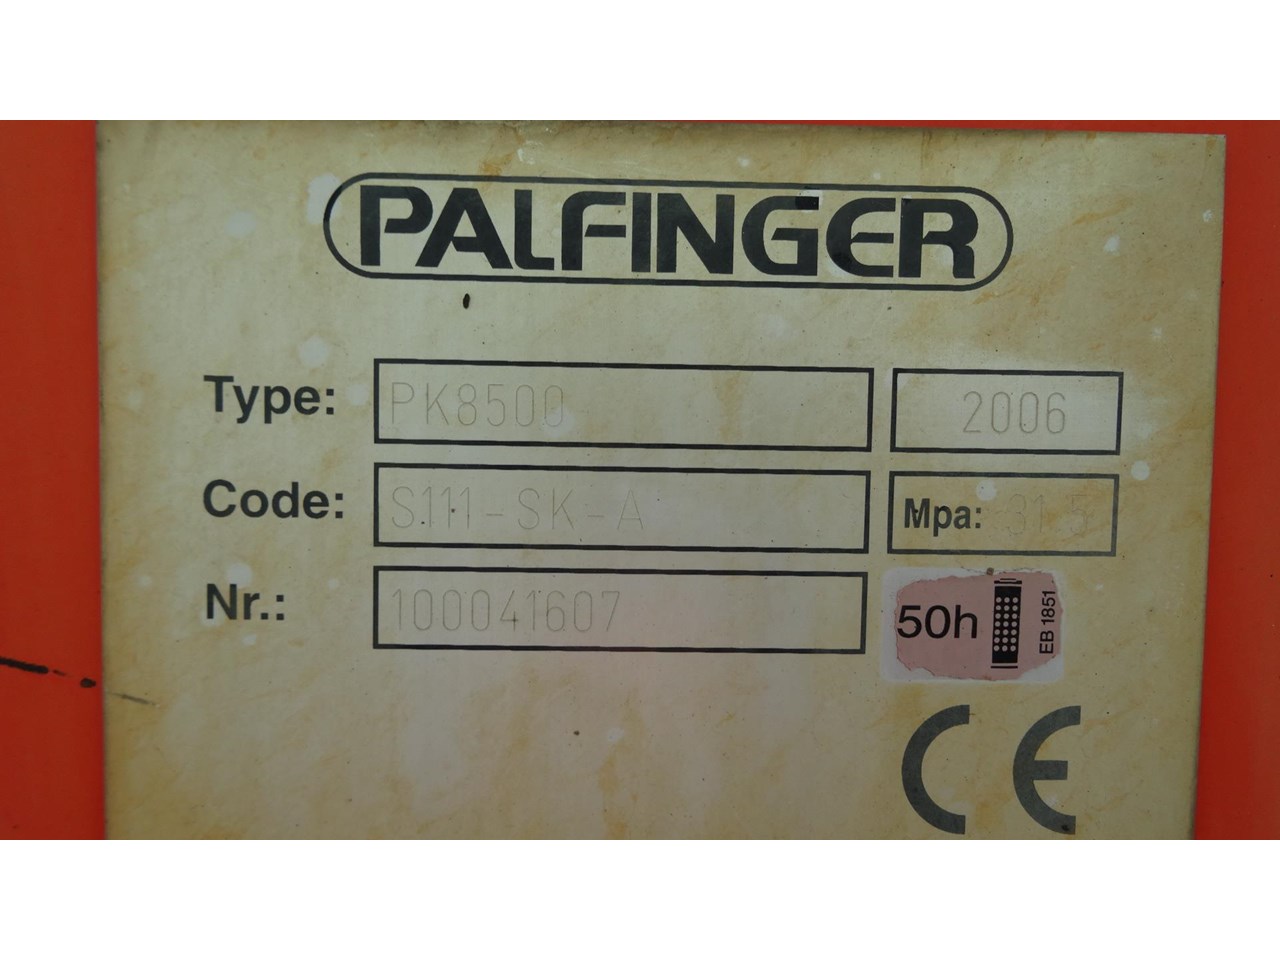 PALFINGER
Type: PK8500 2006
Code: S111-SK-A Mpa: 31.5
Nr.: 100041607
50h EB 1851
CE